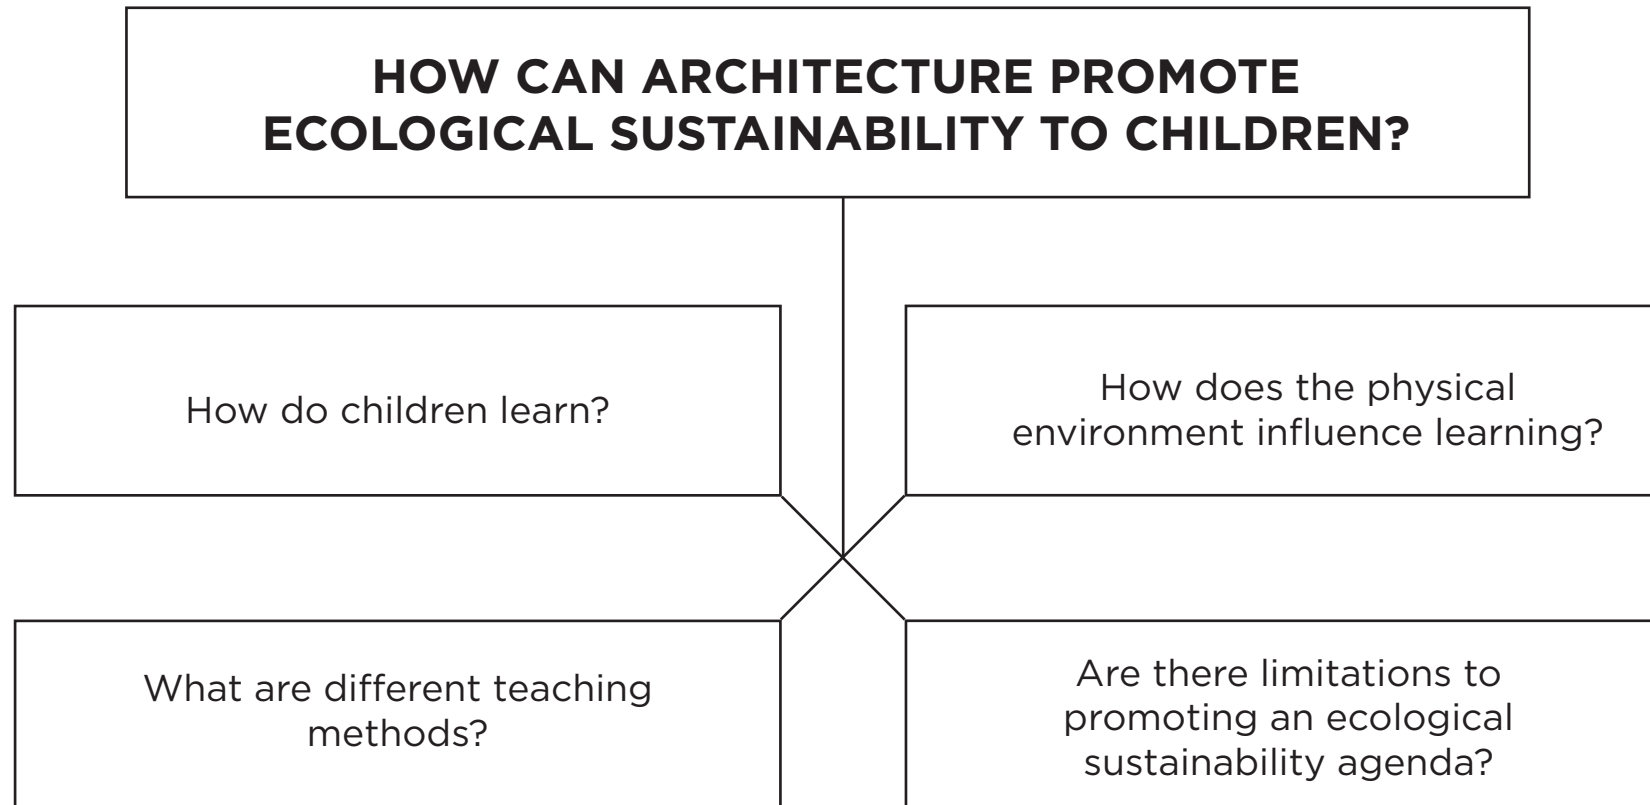 HOW CAN ARCHITECTURE PROMOTE
ECOLOGICAL SUSTAINABILITY TO CHILDREN?
How do children learn?
How does the physical
environment influence learning?
What are different teaching
methods?
Are there limitations to
promoting an ecological
sustainability agenda?